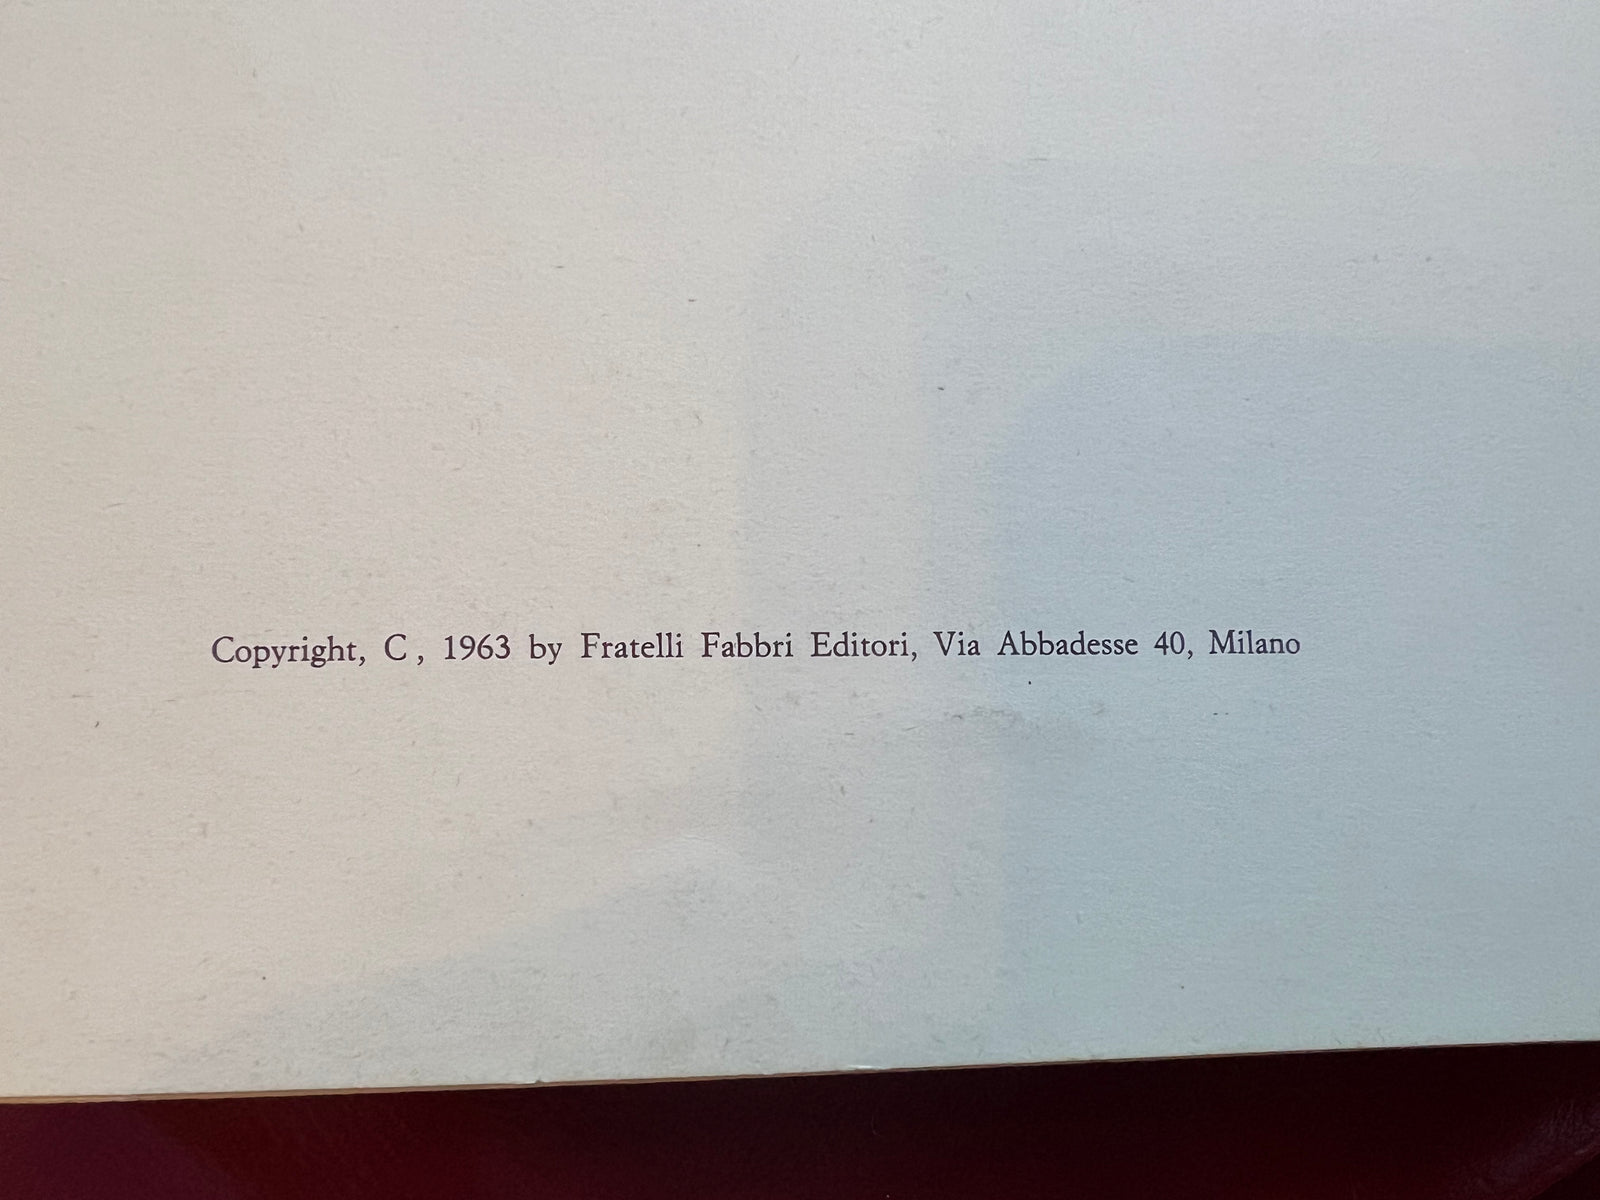 Copyright, C, 1963 by Fratelli Fabbri Editori, Via Abbadesse 40, Milano